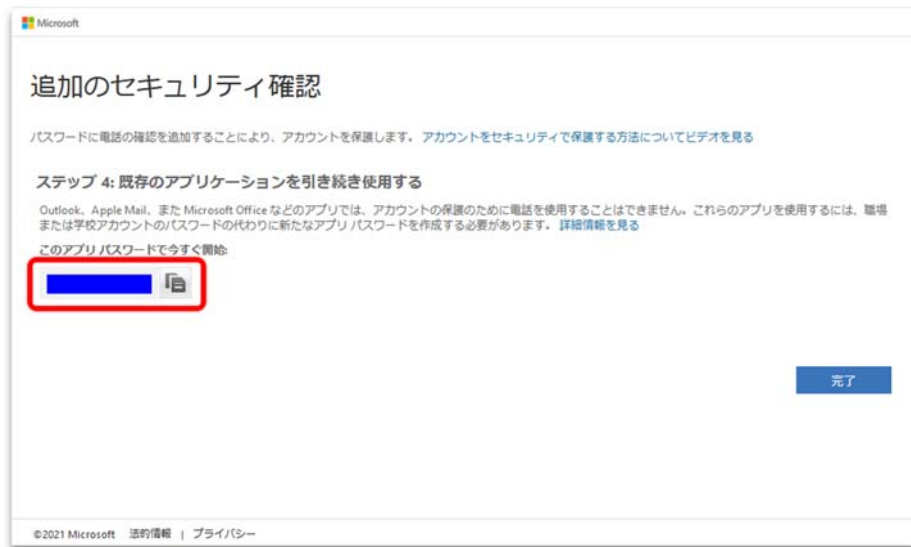 Microsoft
追加のセキュリティ確認
パスワードに電話の確認を追加することにより、アカウントを保護します。 アカウントをセキュリティで保護する方法についてビデオを見る
ステップ 4: 既存のアプリケーションを引き続き使用する
Outlook、Apple Mail、また Microsoft Office などのアプリでは、アカウントの保護のために電話を使用することはできません。これらのアプリを使用するには、職場
または学校アカウントのパスワードの代わりに新たなアプリ パスワードを作成する必要があります。 詳細情報を見る
このアプリ パスワードで今すぐ開始:
完了
©2021 Microsoft 法的情報 | プライバシー